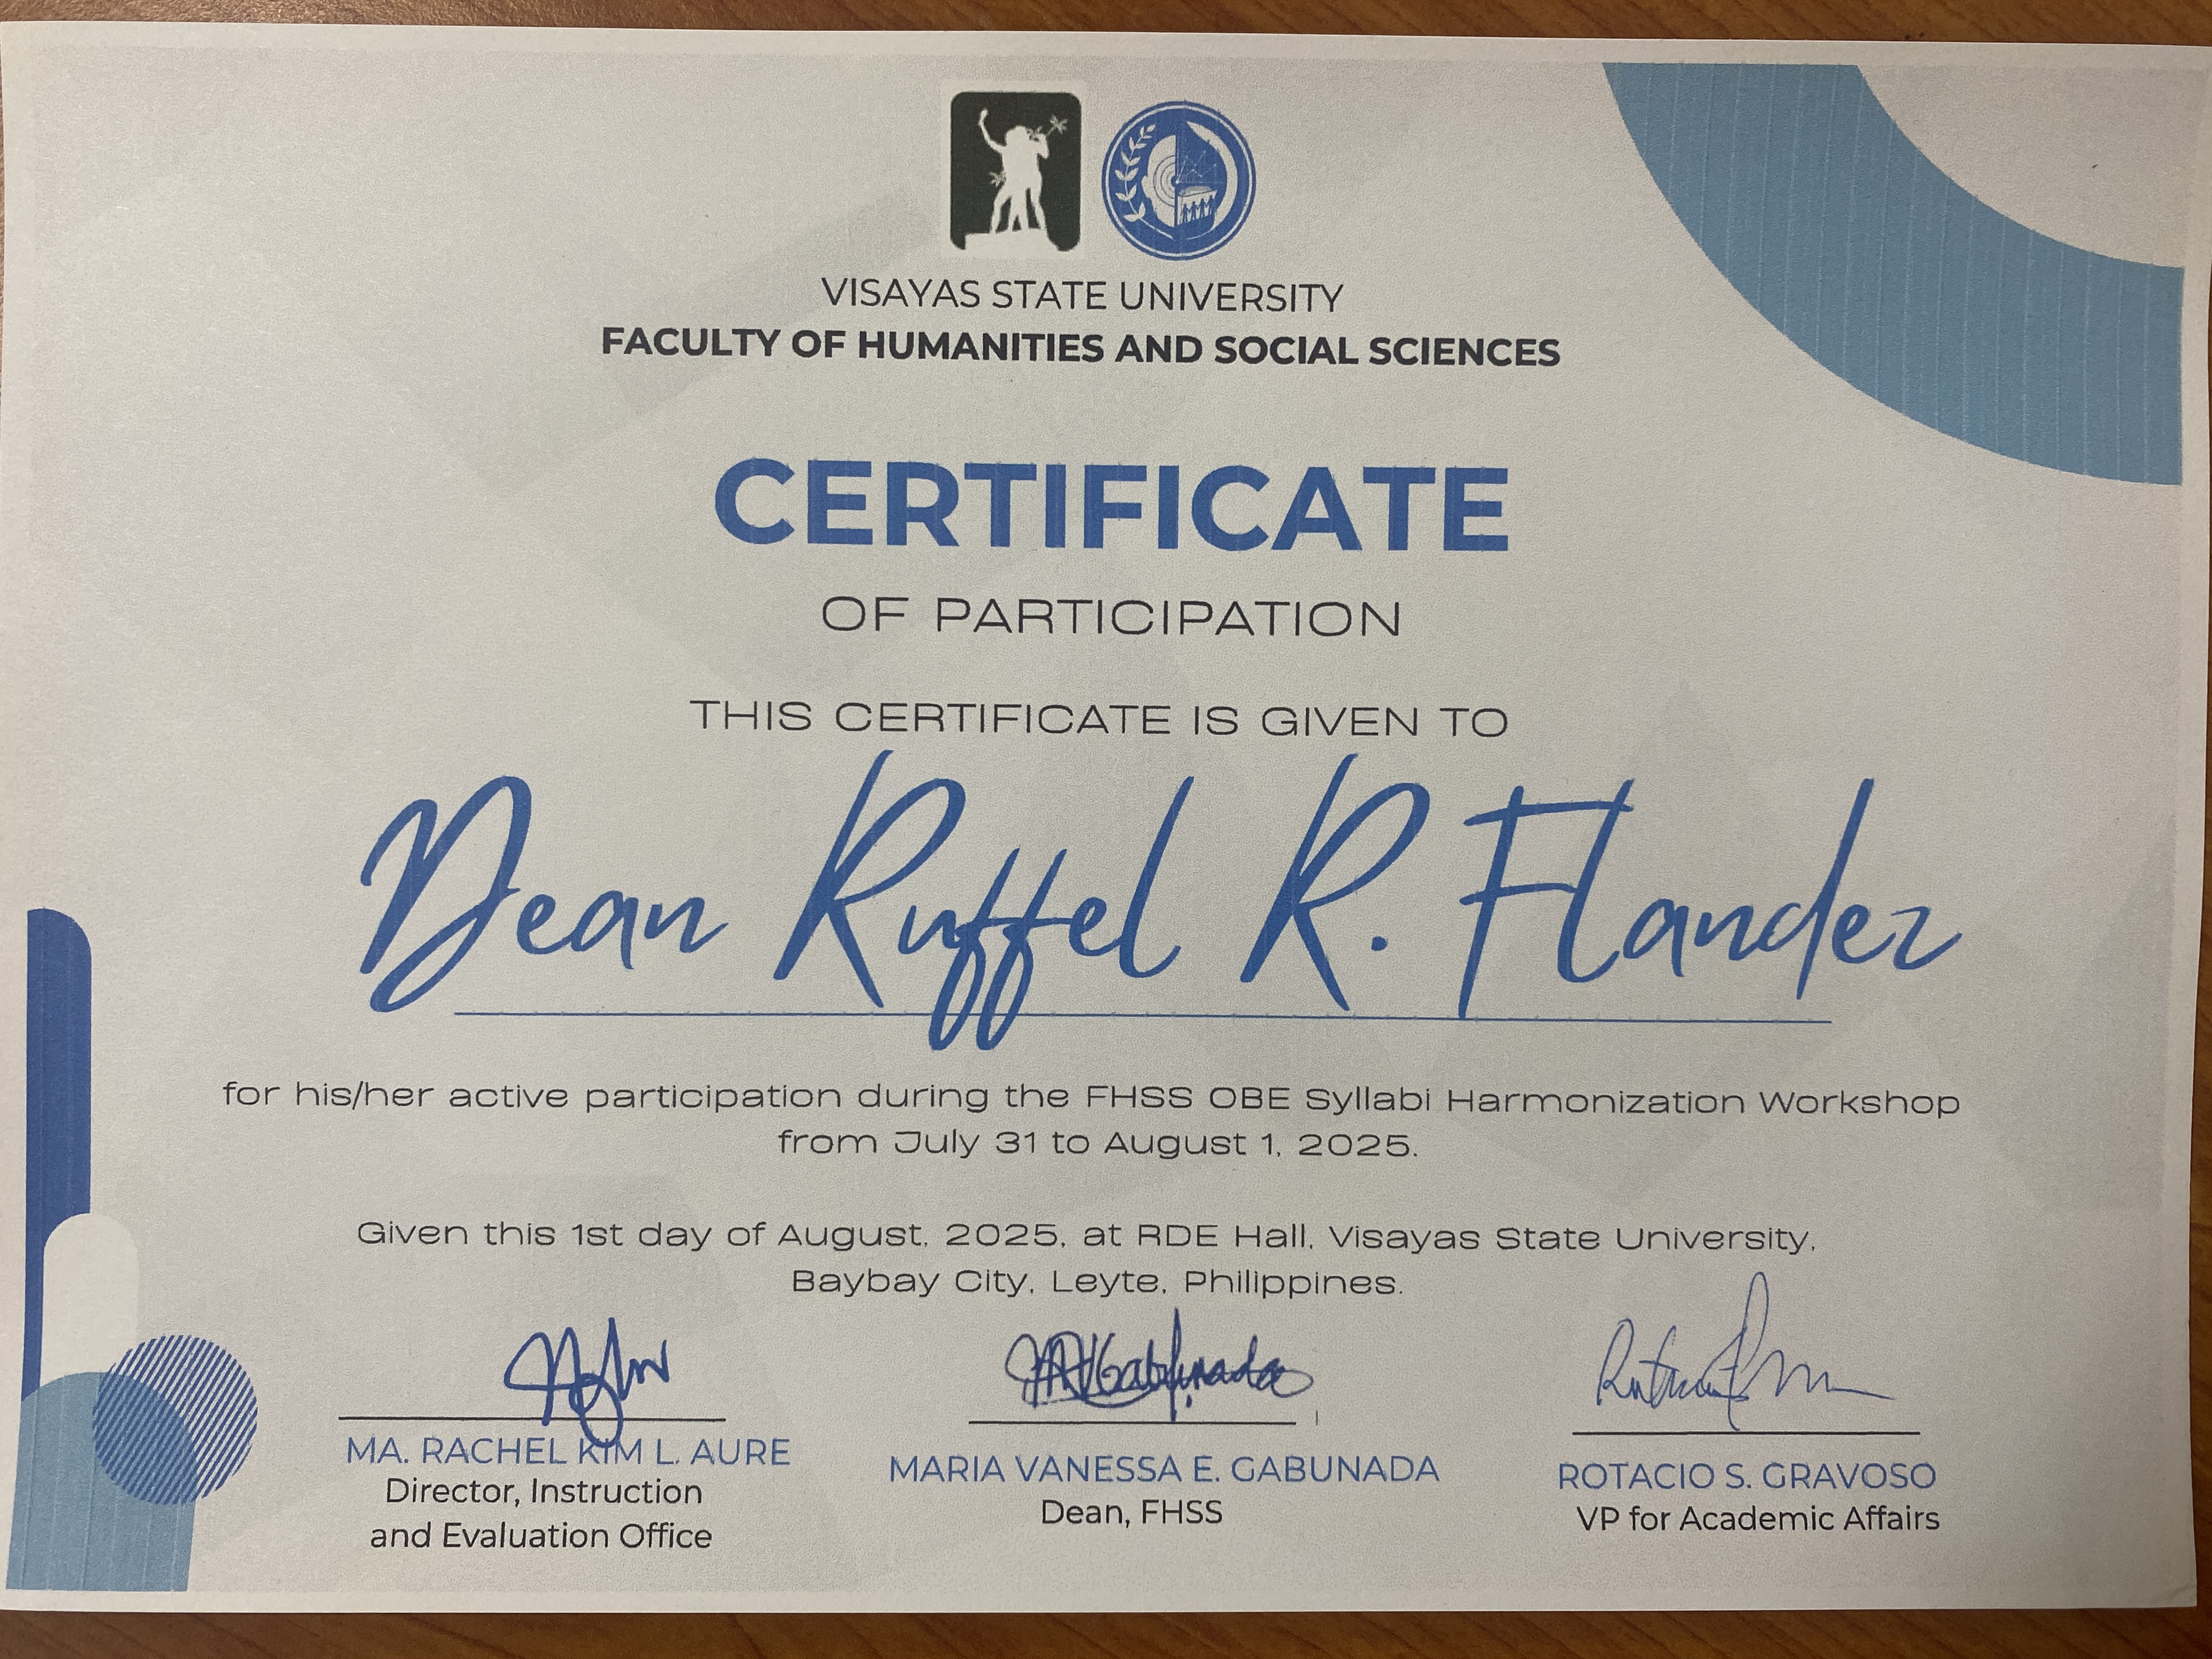 VISAYAS STATE UNIVERSITY
FACULTY OF HUMANITIES AND SOCIAL SCIENCES
CERTIFICATE
OF PARTICIPATION
THIS CERTIFICATE IS GIVEN TO
Dean Ruffel R. Flandez
for his/her active participation during the FHSS OBE Syllabi Harmonization Workshop
from July 31 to August 1, 2025.
Given this 1st day of August, 2025, at RDE Hall, Visayas State University,
Baybay City, Leyte, Philippines.
MA. RACHEL KIM L. AURE
Director, Instruction
and Evaluation Office
MARIA VANESSA E. GABUNADA
Dean, FHSS
ROTACIO S. GRAVOSO
VP for Academic Affairs